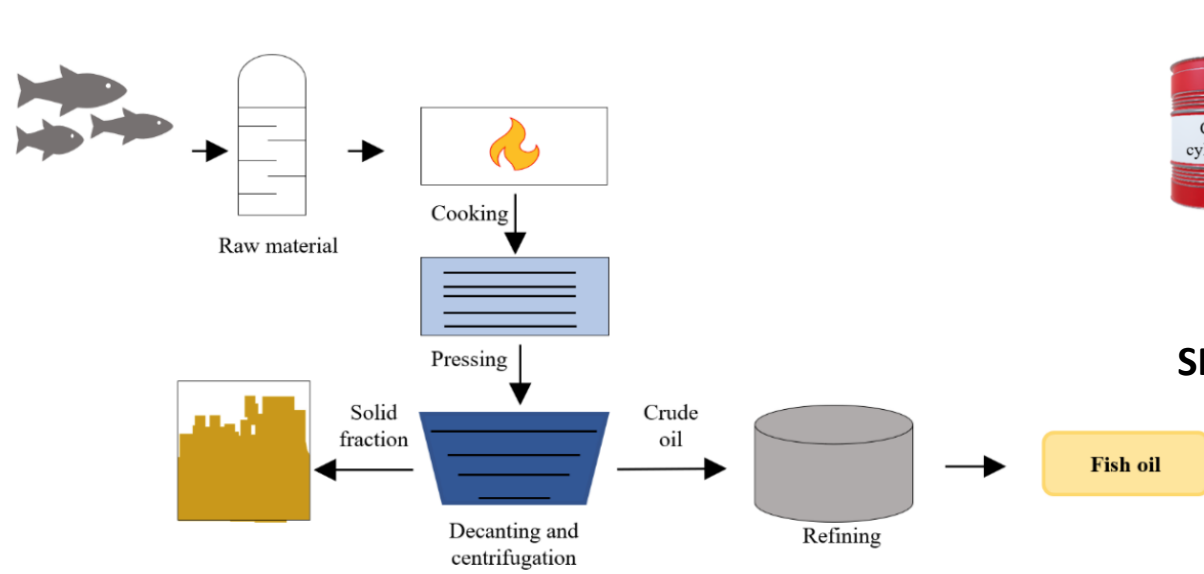 Raw material
Cooking
Pressing
Solid
fraction
Crude
oil
Fish oil
Decanting and
centrifugation
Refining